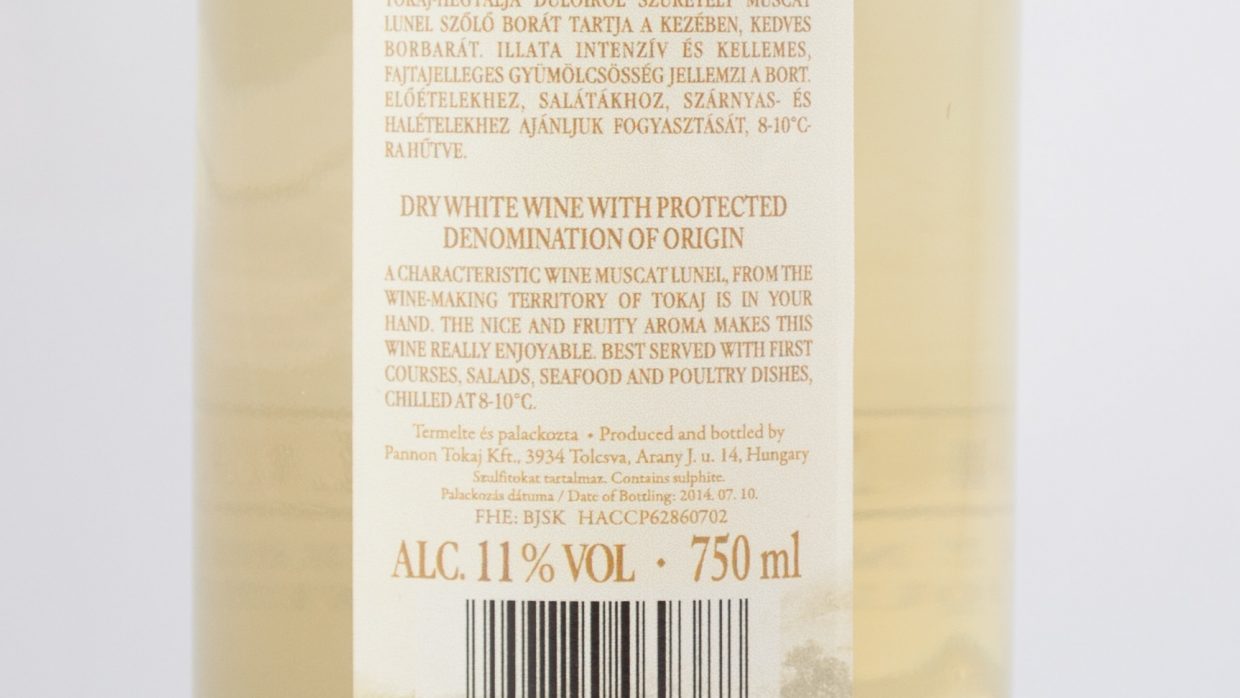 TOKAJ-HEGYALJA DŰLŐIRŐL SZÜRETELT MUSCAT
LUNEL SZŐLŐ BORÁT TARTJA A KEZÉBEN, KEDVES
BORBARÁT. ILLATA INTENZÍV ÉS KELLEMES,
FAJTAJELLEGES GYÜMÖLCSÖSSÉG JELLEMZI A BORT.
ELŐÉTELEKHEZ, SALÁTÁKHOZ, SZÁRNYAS- ÉS
HALÉTELEKHEZ AJÁNLJUK FOGYASZTÁSÁT, 8-10°C-
RA HŰTVE.
DRY WHITE WINE WITH PROTECTED
DENOMINATION OF ORIGIN
A CHARACTERISTIC WINE MUSCAT LUNEL, FROM THE
WINE-MAKING TERRITORY OF TOKAJ IS IN YOUR
HAND. THE NICE AND FRUITY AROMA MAKES THIS
WINE REALLY ENJOYABLE. BEST SERVED WITH FIRST
COURSES, SALADS, SEAFOOD AND POULTRY DISHES,
CHILLED AT 8-10°C.
Termelte és palackozta • Produced and bottled by
Pannon Tokaj Kft., 3934 Tolcsva, Arany J. u. 14, Hungary
Szulfitokat tartalmaz. Contains sulphite.
Palackozás dátuma / Date of Bottling: 2014. 07. 10.
FHE: BJSK HACCP62860702
ALC. 11% VOL · 750 ml